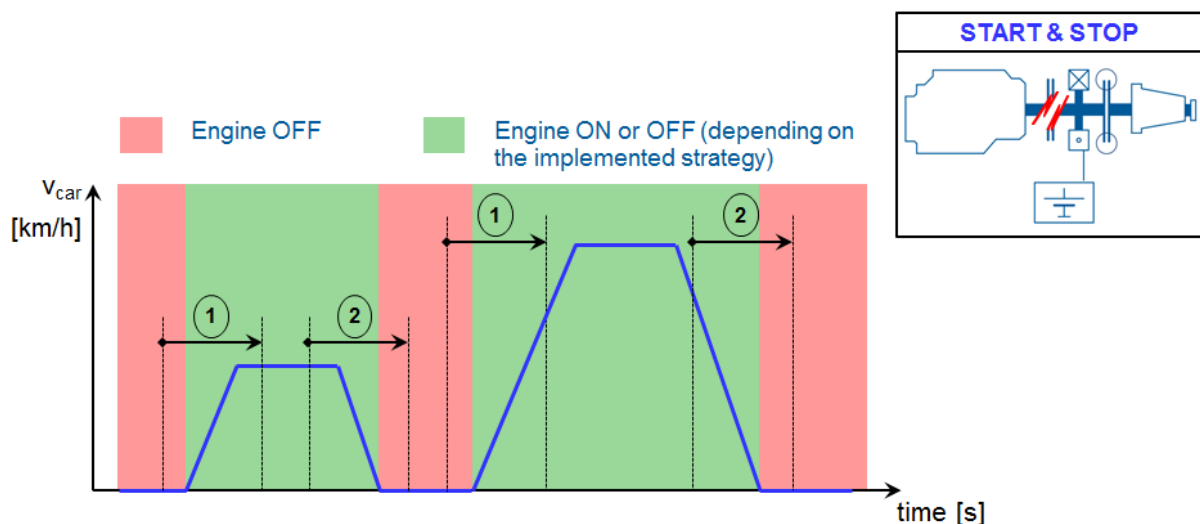 START & STOP
Engine OFF
Engine ON or OFF (depending on
the implemented strategy)
vcar
[km/h]
1
2
1
2
time [s]